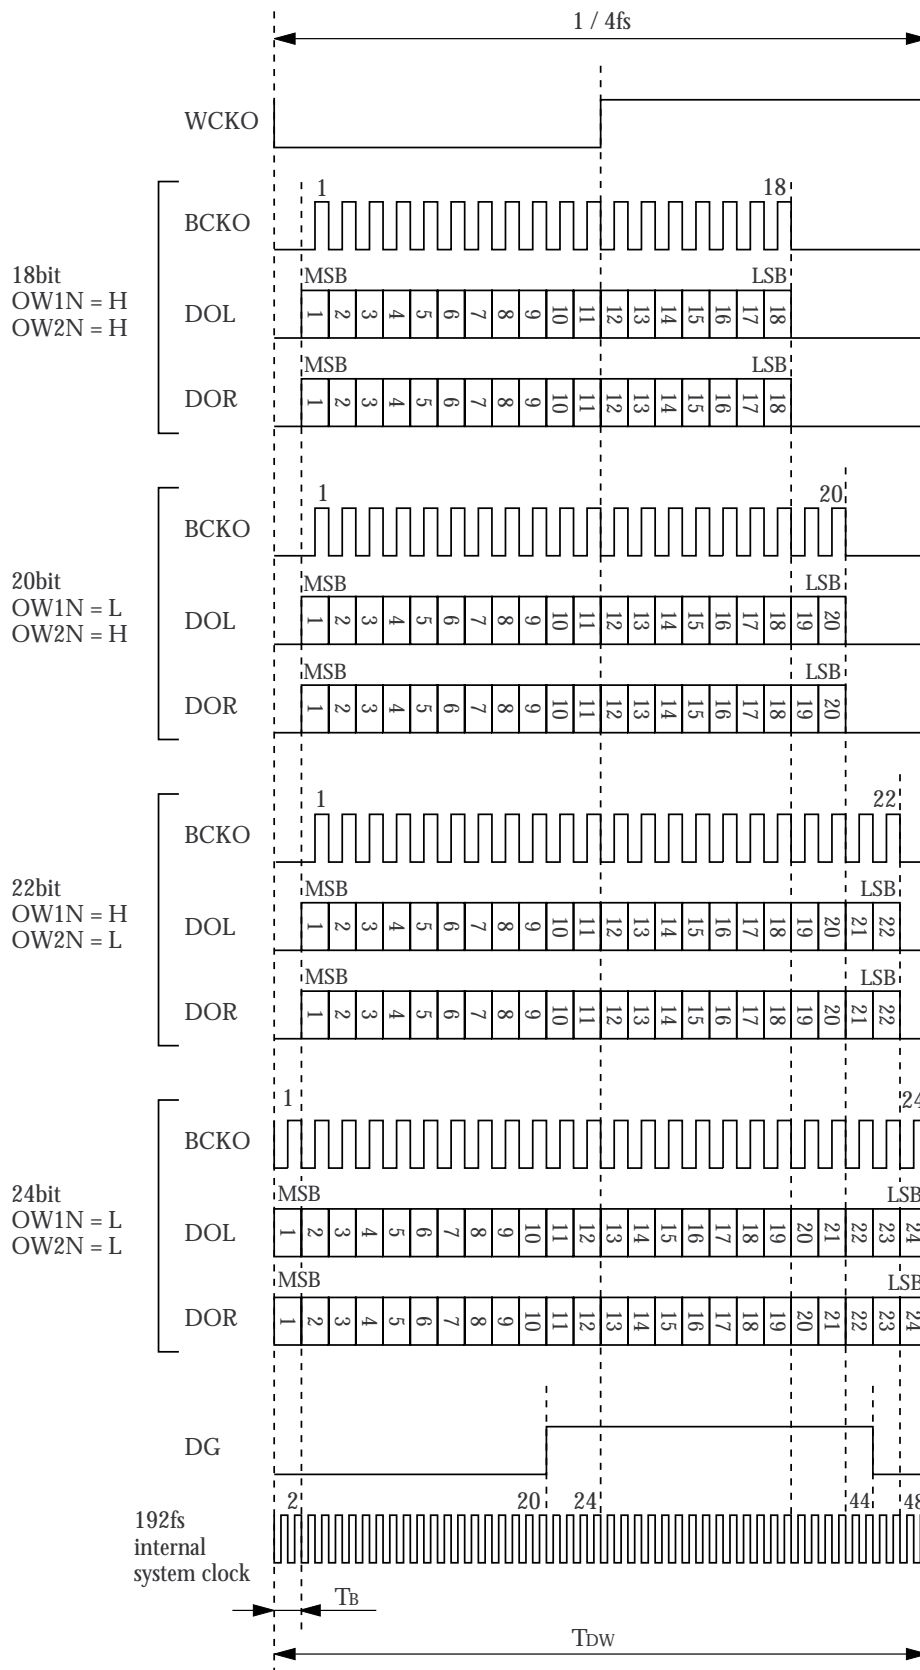 1 / 4fs
WCKO
18bit
OW1N = H
OW2N = H
BCKO
1 18
MSB LSB
DOL
1 2 3 4 5 6 7 8 9 10 11 12 13 14 15 16 17 18
MSB LSB
DOR
1 2 3 4 5 6 7 8 9 10 11 12 13 14 15 16 17 18
20bit
OW1N = L
OW2N = H
BCKO
1 20
MSB LSB
DOL
1 2 3 4 5 6 7 8 9 10 11 12 13 14 15 16 17 18 19 20
MSB LSB
DOR
1 2 3 4 5 6 7 8 9 10 11 12 13 14 15 16 17 18 19 20
22bit
OW1N = H
OW2N = L
BCKO
1 22
MSB LSB
DOL
1 2 3 4 5 6 7 8 9 10 11 12 13 14 15 16 17 18 19 20 21 22
MSB LSB
DOR
1 2 3 4 5 6 7 8 9 10 11 12 13 14 15 16 17 18 19 20 21 22
24bit
OW1N = L
OW2N = L
BCKO
1 24
MSB LSB
DOL
1 2 3 4 5 6 7 8 9 10 11 12 13 14 15 16 17 18 19 20 21 22 23 24
MSB LSB
DOR
1 2 3 4 5 6 7 8 9 10 11 12 13 14 15 16 17 18 19 20 21 22 23 24
DG
2 20 24 44 48
192fs
internal
system clock
TB
TDW